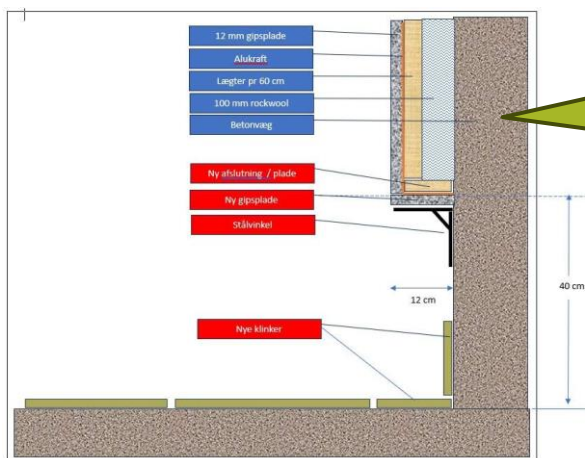 12 mm gipsplade
Alukraft
Lægter pr 60 cm
100 mm rockwool
Betonvæg
Ny afslutning / plade
Ny gipsplade
Stålvinkel
40 cm
12 cm
Nye klinker